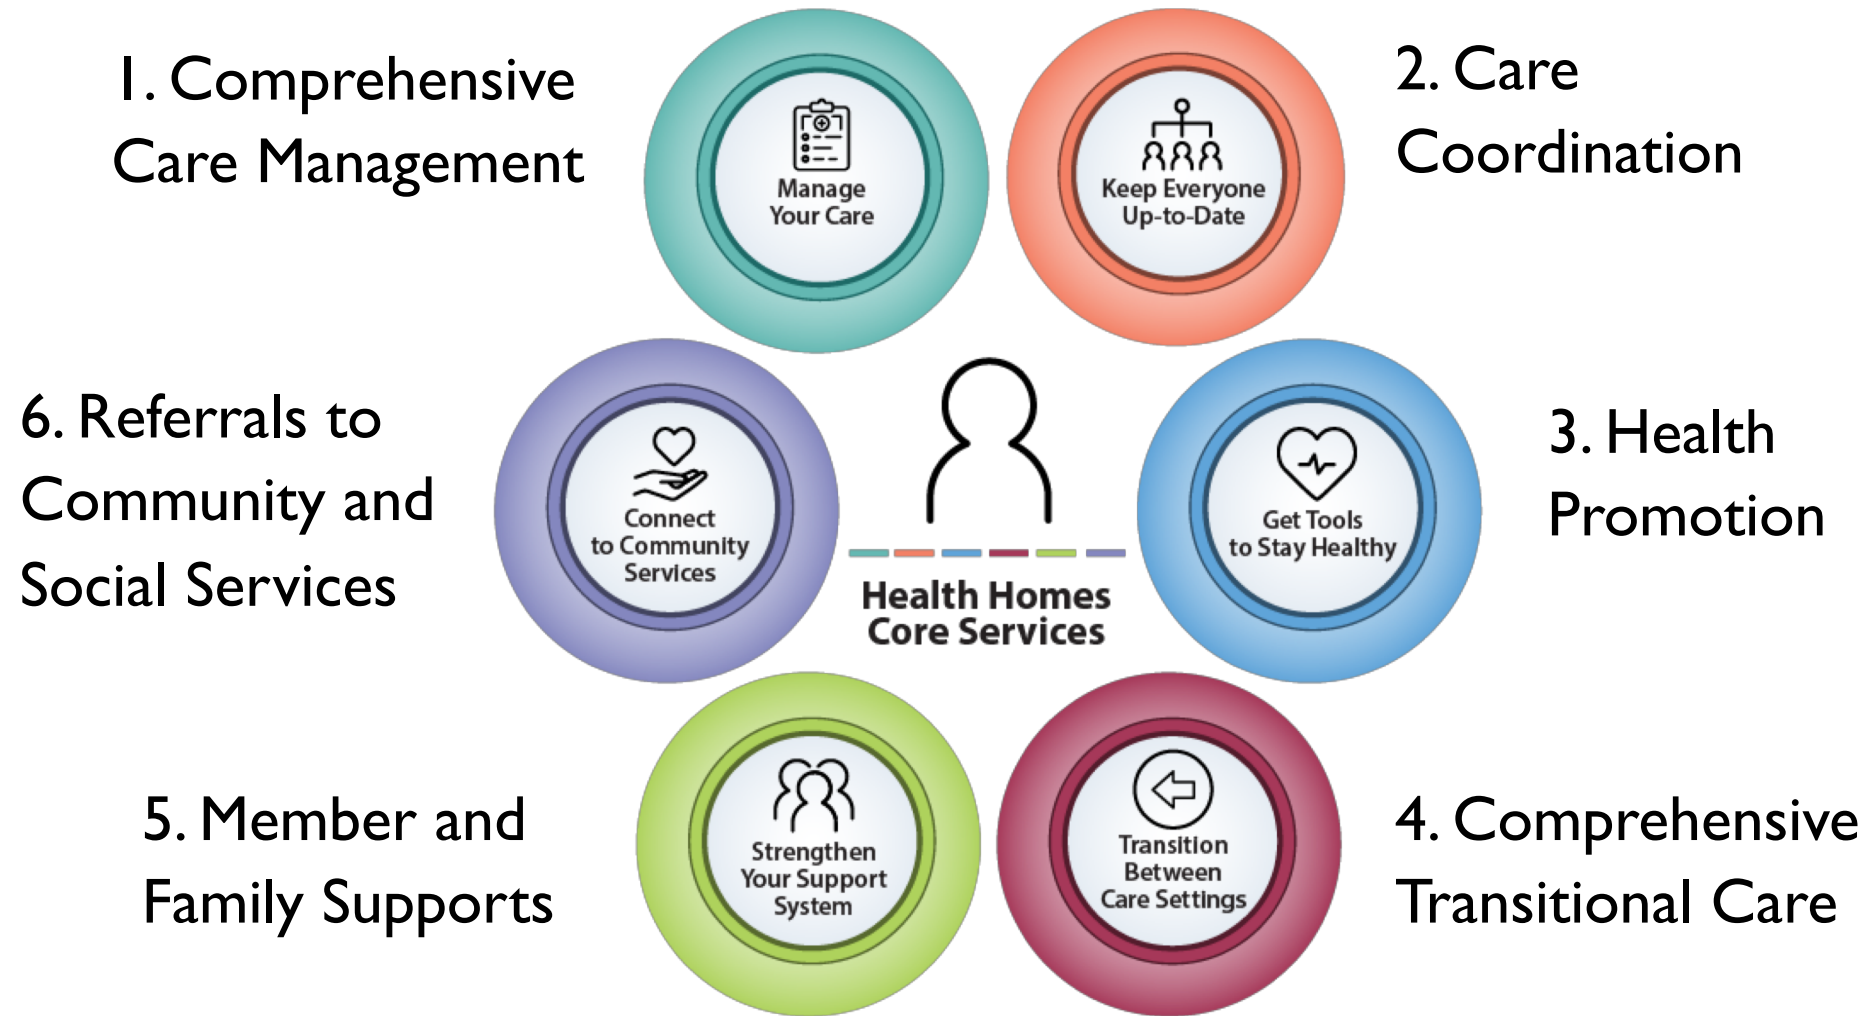 1. Comprehensive
Care Management
Manage
Your Care
Keep Everyone
Up-to-Date
2. Care
Coordination
6. Referrals to
Community and
Social Services
Connect
to Community
Services
Health Homes
Core Services
Get Tools
to Stay Healthy
3. Health
Promotion
5. Member and
Family Supports
Strengthen
Your Support
System
Transition
Between
Care Settings
4. Comprehensive
Transitional Care